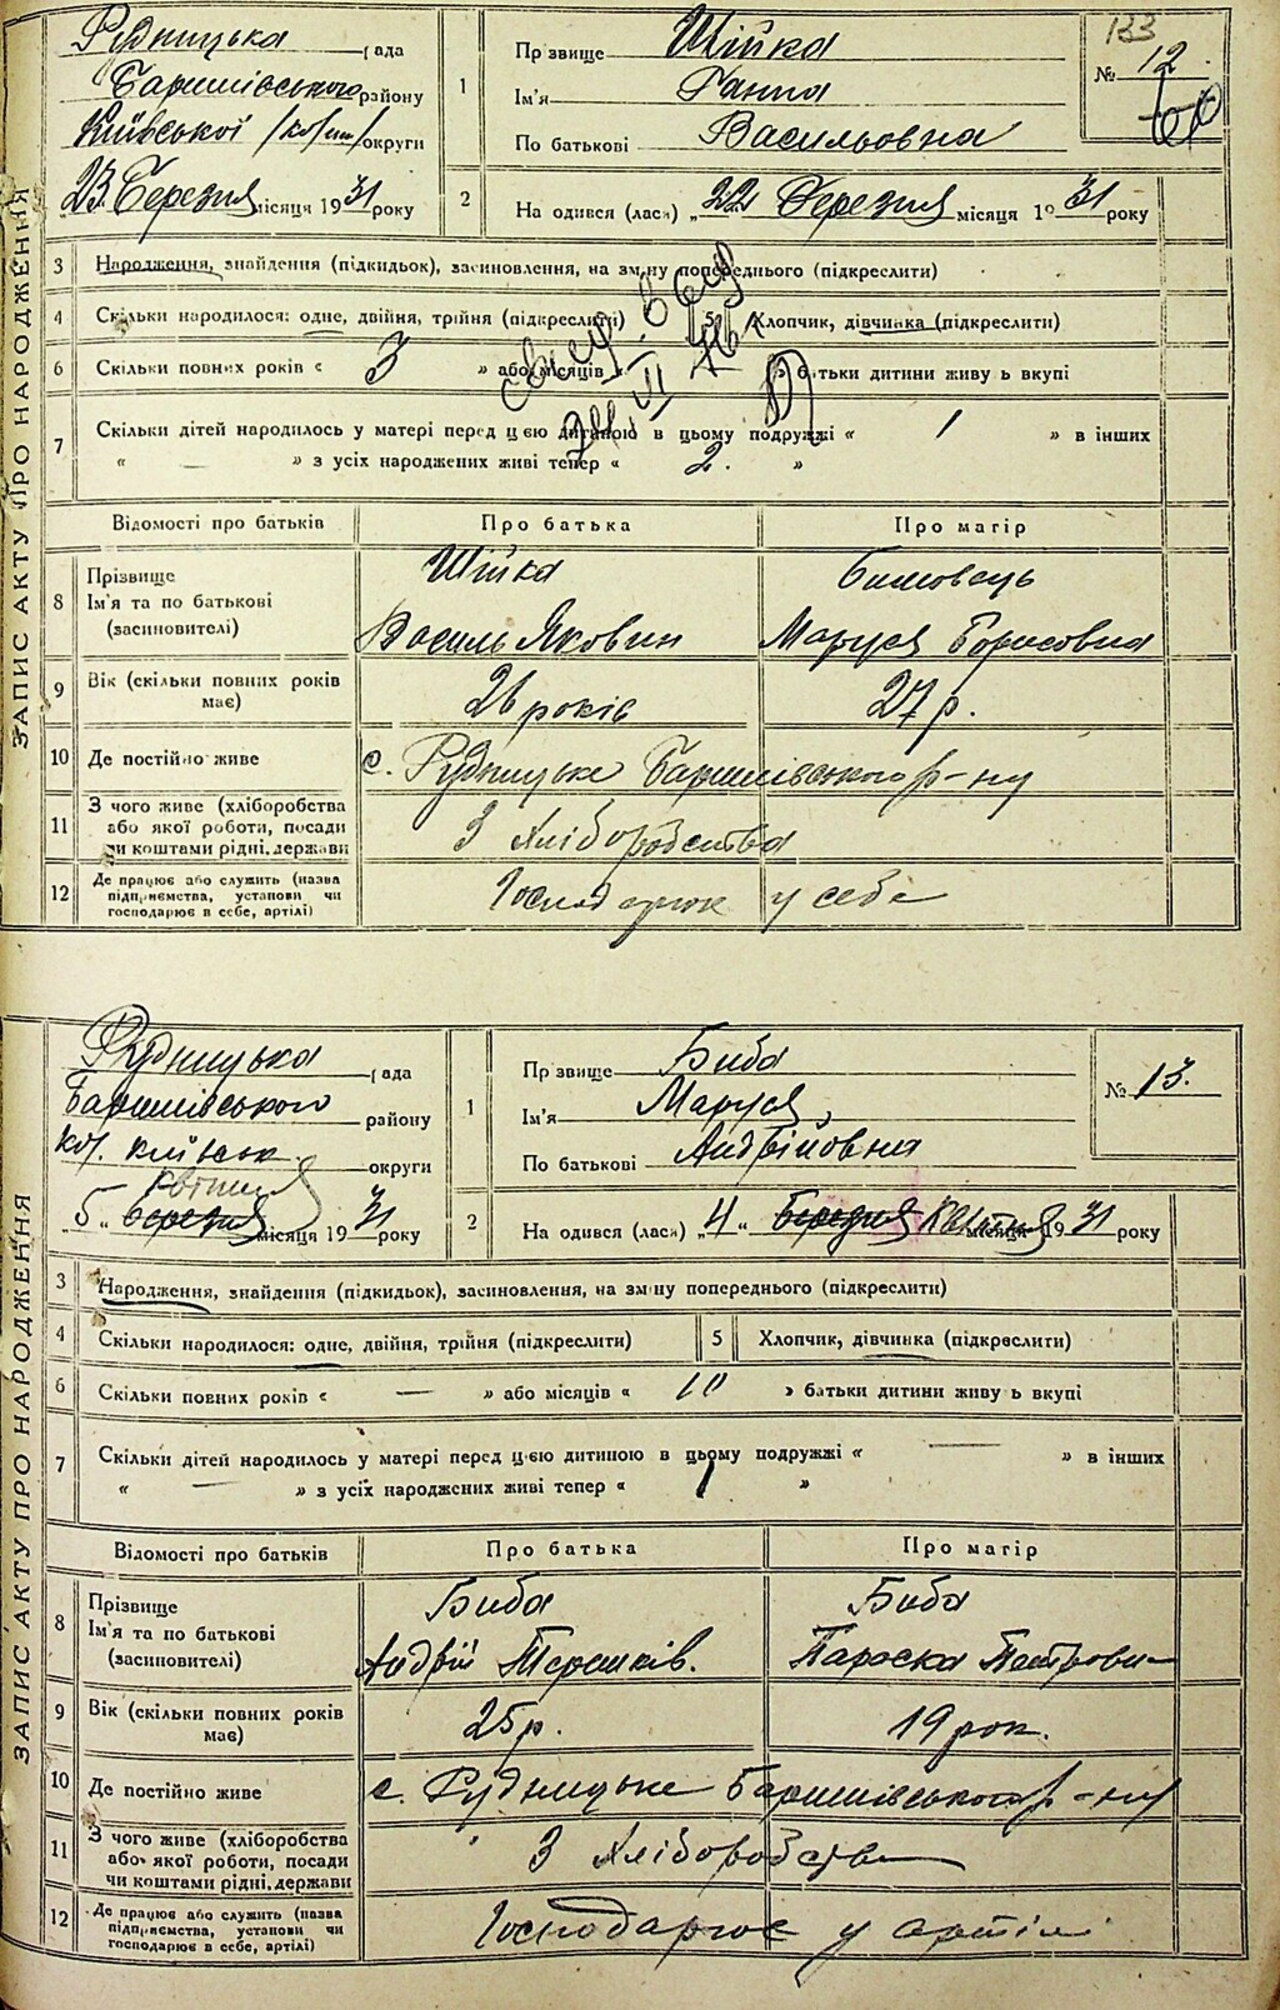 ЗАПИС АКТУ ПРО НАРОДЖЕННЯ
Рудницька рада
Баришівського району
Київської округи
23 Березня місяця 1931 року
1
Прізвище Шійка
Ім'я Ганна
По батькові Васильовна
133
№ 12
2
На одився (лася) „22 Березня місяця 1931 року
3 Народження, знайдення (підкидьок), засиновлення, на зміну попереднього (підкреслити)
4 Скільки народилося: одне, двійня, трійня (підкреслити) 5 Хлопчик, дівчинка (підкреслити)
6 Скільки повних років « 3 » або місяців « » батьки дитини живуть вкупі
7 Скільки дітей народилось у матері перед цією дитиною в цьому подружжі « 1 » в інших
« — » з усіх народжених живі тепер « 2. »
Відомості про батьків Про батька Про матір
8 Прізвище Шійка
Ім'я та по батькові
(засиновителі) Василь Якович Маруся Борисовна
9 Вік (скільки повних років має) 26 років 27 р.
10 Де постійно живе с. Рудницьке Баришівського р-ну
11 З чого живе (хліборобства
або якої роботи, посади
чи коштами рідні, держави З хліборобства
12 Де працює або служить (назва
підприємства, установи чи
господарює в себе, артілі) Господарює у себе
ЗАПИС АКТУ ПРО НАРОДЖЕННЯ
Рудницька рада
Баришівського району
Київськ округи
квітня
„5" березня місяця 1931 року
1
Прізвище Биба
Ім'я Маруся,
По батькові Андрійовна
№ 13.
2
На одився (лася) „4" Березня Квітня місяця 1931 року
3 Народження, знайдення (підкидьок), засиновлення, на зміну попереднього (підкреслити)
4 Скільки народилося: одне, двійня, трійня (підкреслити) 5 Хлопчик, дівчинка (підкреслити)
6 Скільки повних років « — » або місяців « 10 » батьки дитини живуть вкупі
7 Скільки дітей народилось у матері перед цією дитиною в цьому подружжі « — » в інших
« — » з усіх народжених живі тепер « 1 »
Відомості про батьків Про батька Про матір
8 Прізвище Биба Биба
Ім'я та по батькові
(засиновителі) Андрій Параска Петровн
9 Вік (скільки повних років має) 25 р. 19 рок.
10 Де постійно живе с. Рудницьке Баришівського р-ну
11 З чого живе (хліборобства
або якої роботи, посади
чи коштами рідні, держави З хліборобств
12 Де працює або служить (назва
підприємства, установи чи
господарює в себе, артілі) Господарює у артілі